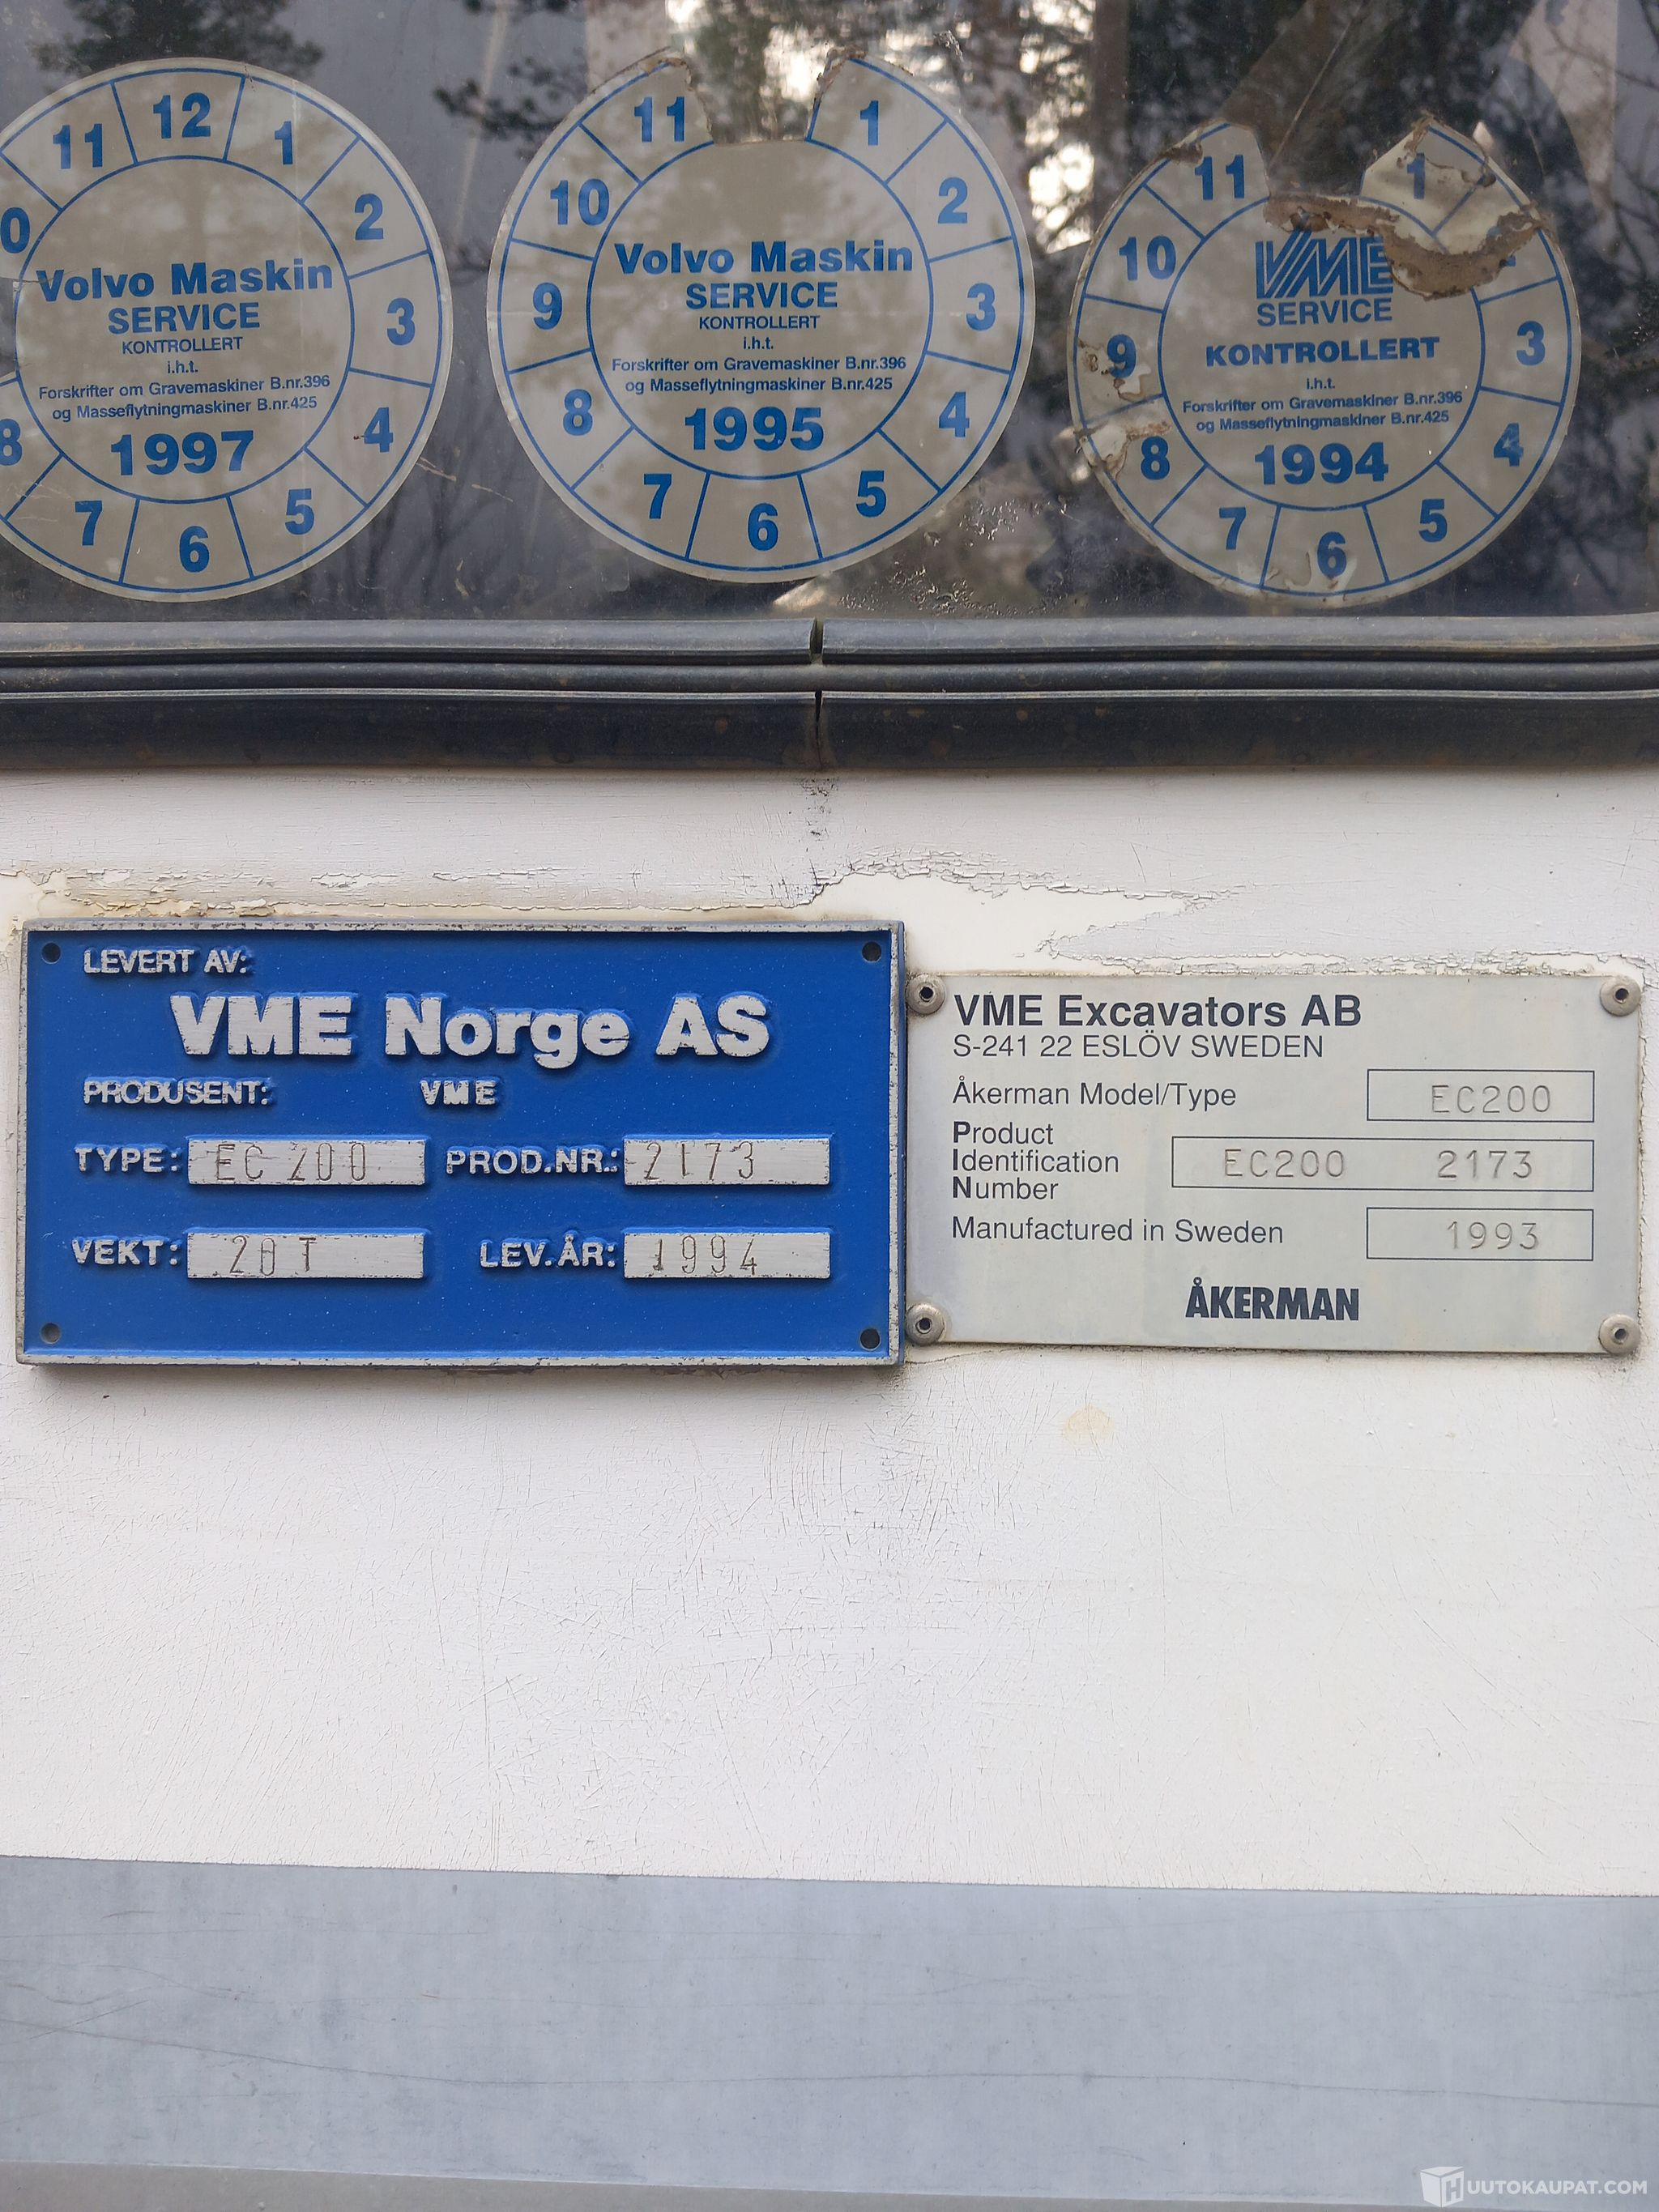 11 12 1 2 3 4 5 6 7 8 0
Volvo Maskin
SERVICE
KONTROLLERT
i.h.t.
Forskrifter om Gravemaskiner B.nr.396
og Masseflytningmaskiner B.nr.425
1997
11 1 2 3 4 5 6 7 8 9 10
Volvo Maskin
SERVICE
KONTROLLERT
i.h.t.
Forskrifter om Gravemaskiner B.nr.396
og Masseflytningmaskiner B.nr.425
1995
11 1 3 4 5 6 7 8 9 10
VME
SERVICE
KONTROLLERT
i.h.t.
Forskrifter om Gravemaskiner B.nr.396
og Masseflytningmaskiner B.nr.425
1994
LEVERT AV:
VME Norge AS
PRODUSENT: VME
TYPE: EC 200 PROD.NR.: 2173
VEKT: 20 T LEV.ÅR: 1994
VME Excavators AB
S-241 22 ESLÖV SWEDEN
Åkerman Model/Type EC200
Product
Identification EC200 2173
Number
Manufactured in Sweden 1993
ÅKERMAN
HUUTOKAUPAT.COM